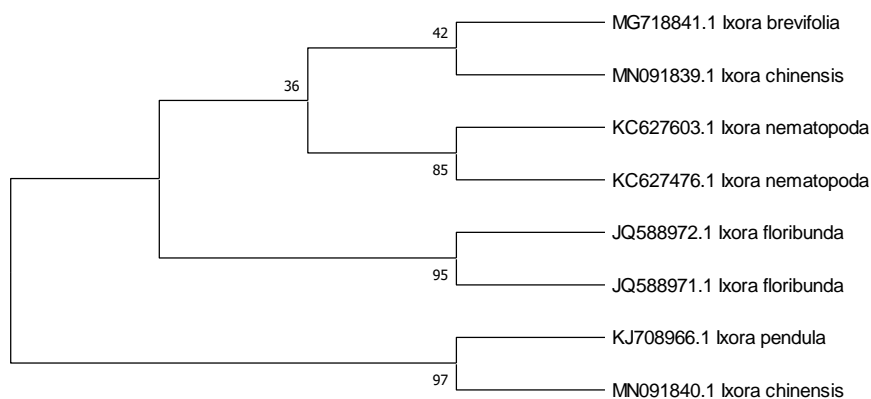 MG718841.1 Ixora brevifolia
42
MN091839.1 Ixora chinensis
36
KC627603.1 Ixora nematopoda
85
KC627476.1 Ixora nematopoda
JQ588972.1 Ixora floribunda
95
JQ588971.1 Ixora floribunda
KJ708966.1 Ixora pendula
97
MN091840.1 Ixora chinensis